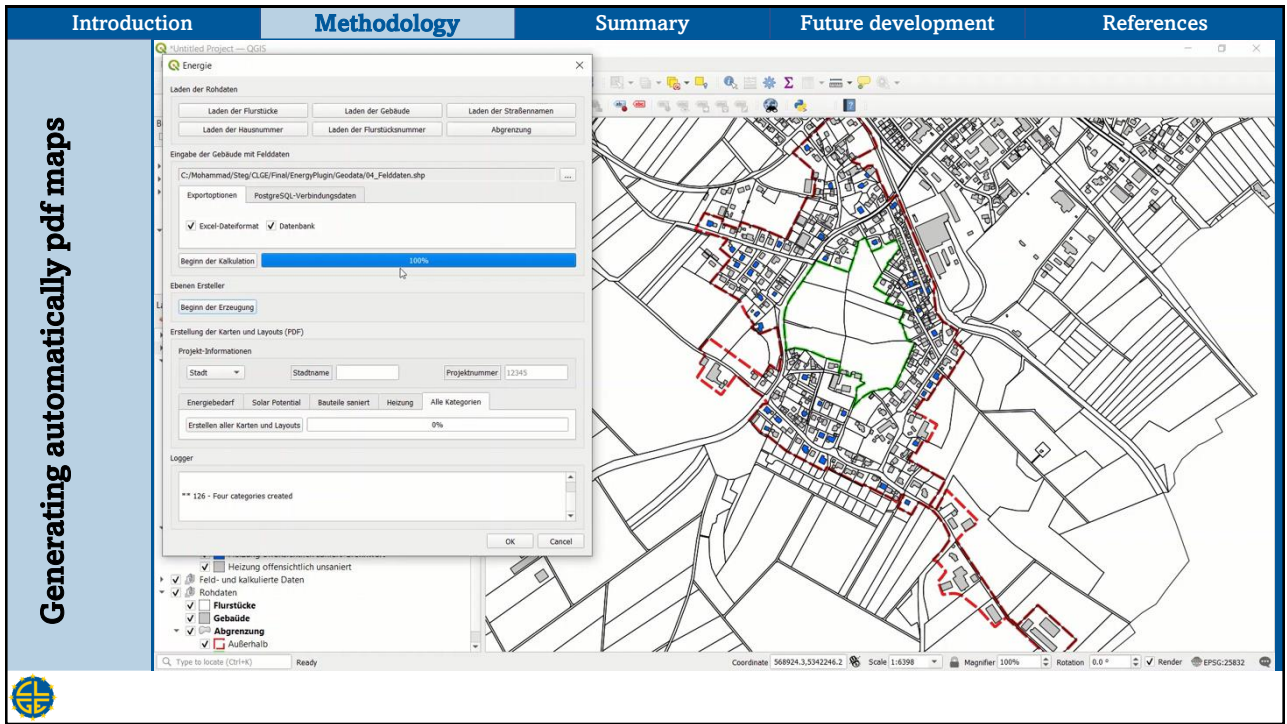 Introduction Methodology Summary Future development References
Generating automatically pdf maps
*Untitled Project — QGIS
Energie
Laden der Rohdaten
Laden der Flurstücke Laden der Gebäude Laden der Straßennamen
Laden der Hausnummer Laden der Flurstücksnummer Abgrenzung
Eingabe der Gebäude mit Felddaten
C:/Mohammad/Steg/CLGE/Final/EnergyPlugin/Geodata/04_Felddaten.shp ...
Exportoptionen PostgreSQL-Verbindungsdaten
Excel-Dateiformat Datenbank
Beginn der Kalkulation 100%
Ebenen Ersteller
Beginn der Erzeugung
Erstellung der Karten und Layouts (PDF)
Projekt-Informationen
Stadt Stadtname Projektnummer 12345
Energiebedarf Solar Potential Bauteile saniert Heizung Alle Kategorien
Erstellen aller Karten und Layouts 0%
Logger
** 126 - Four categories created
OK Cancel
Heizung offensichtlich unsaniert
Feld- und kalkulierte Daten
Rohdaten
Flurstücke
Gebäude
Abgrenzung
Außerhalb
Type to locate (Ctrl+K) Ready Coordinate 568924.3,5342246.2 Scale 1:6398 Magnifier 100% Rotation 0.0 ° Render EPSG:25832
CLGE